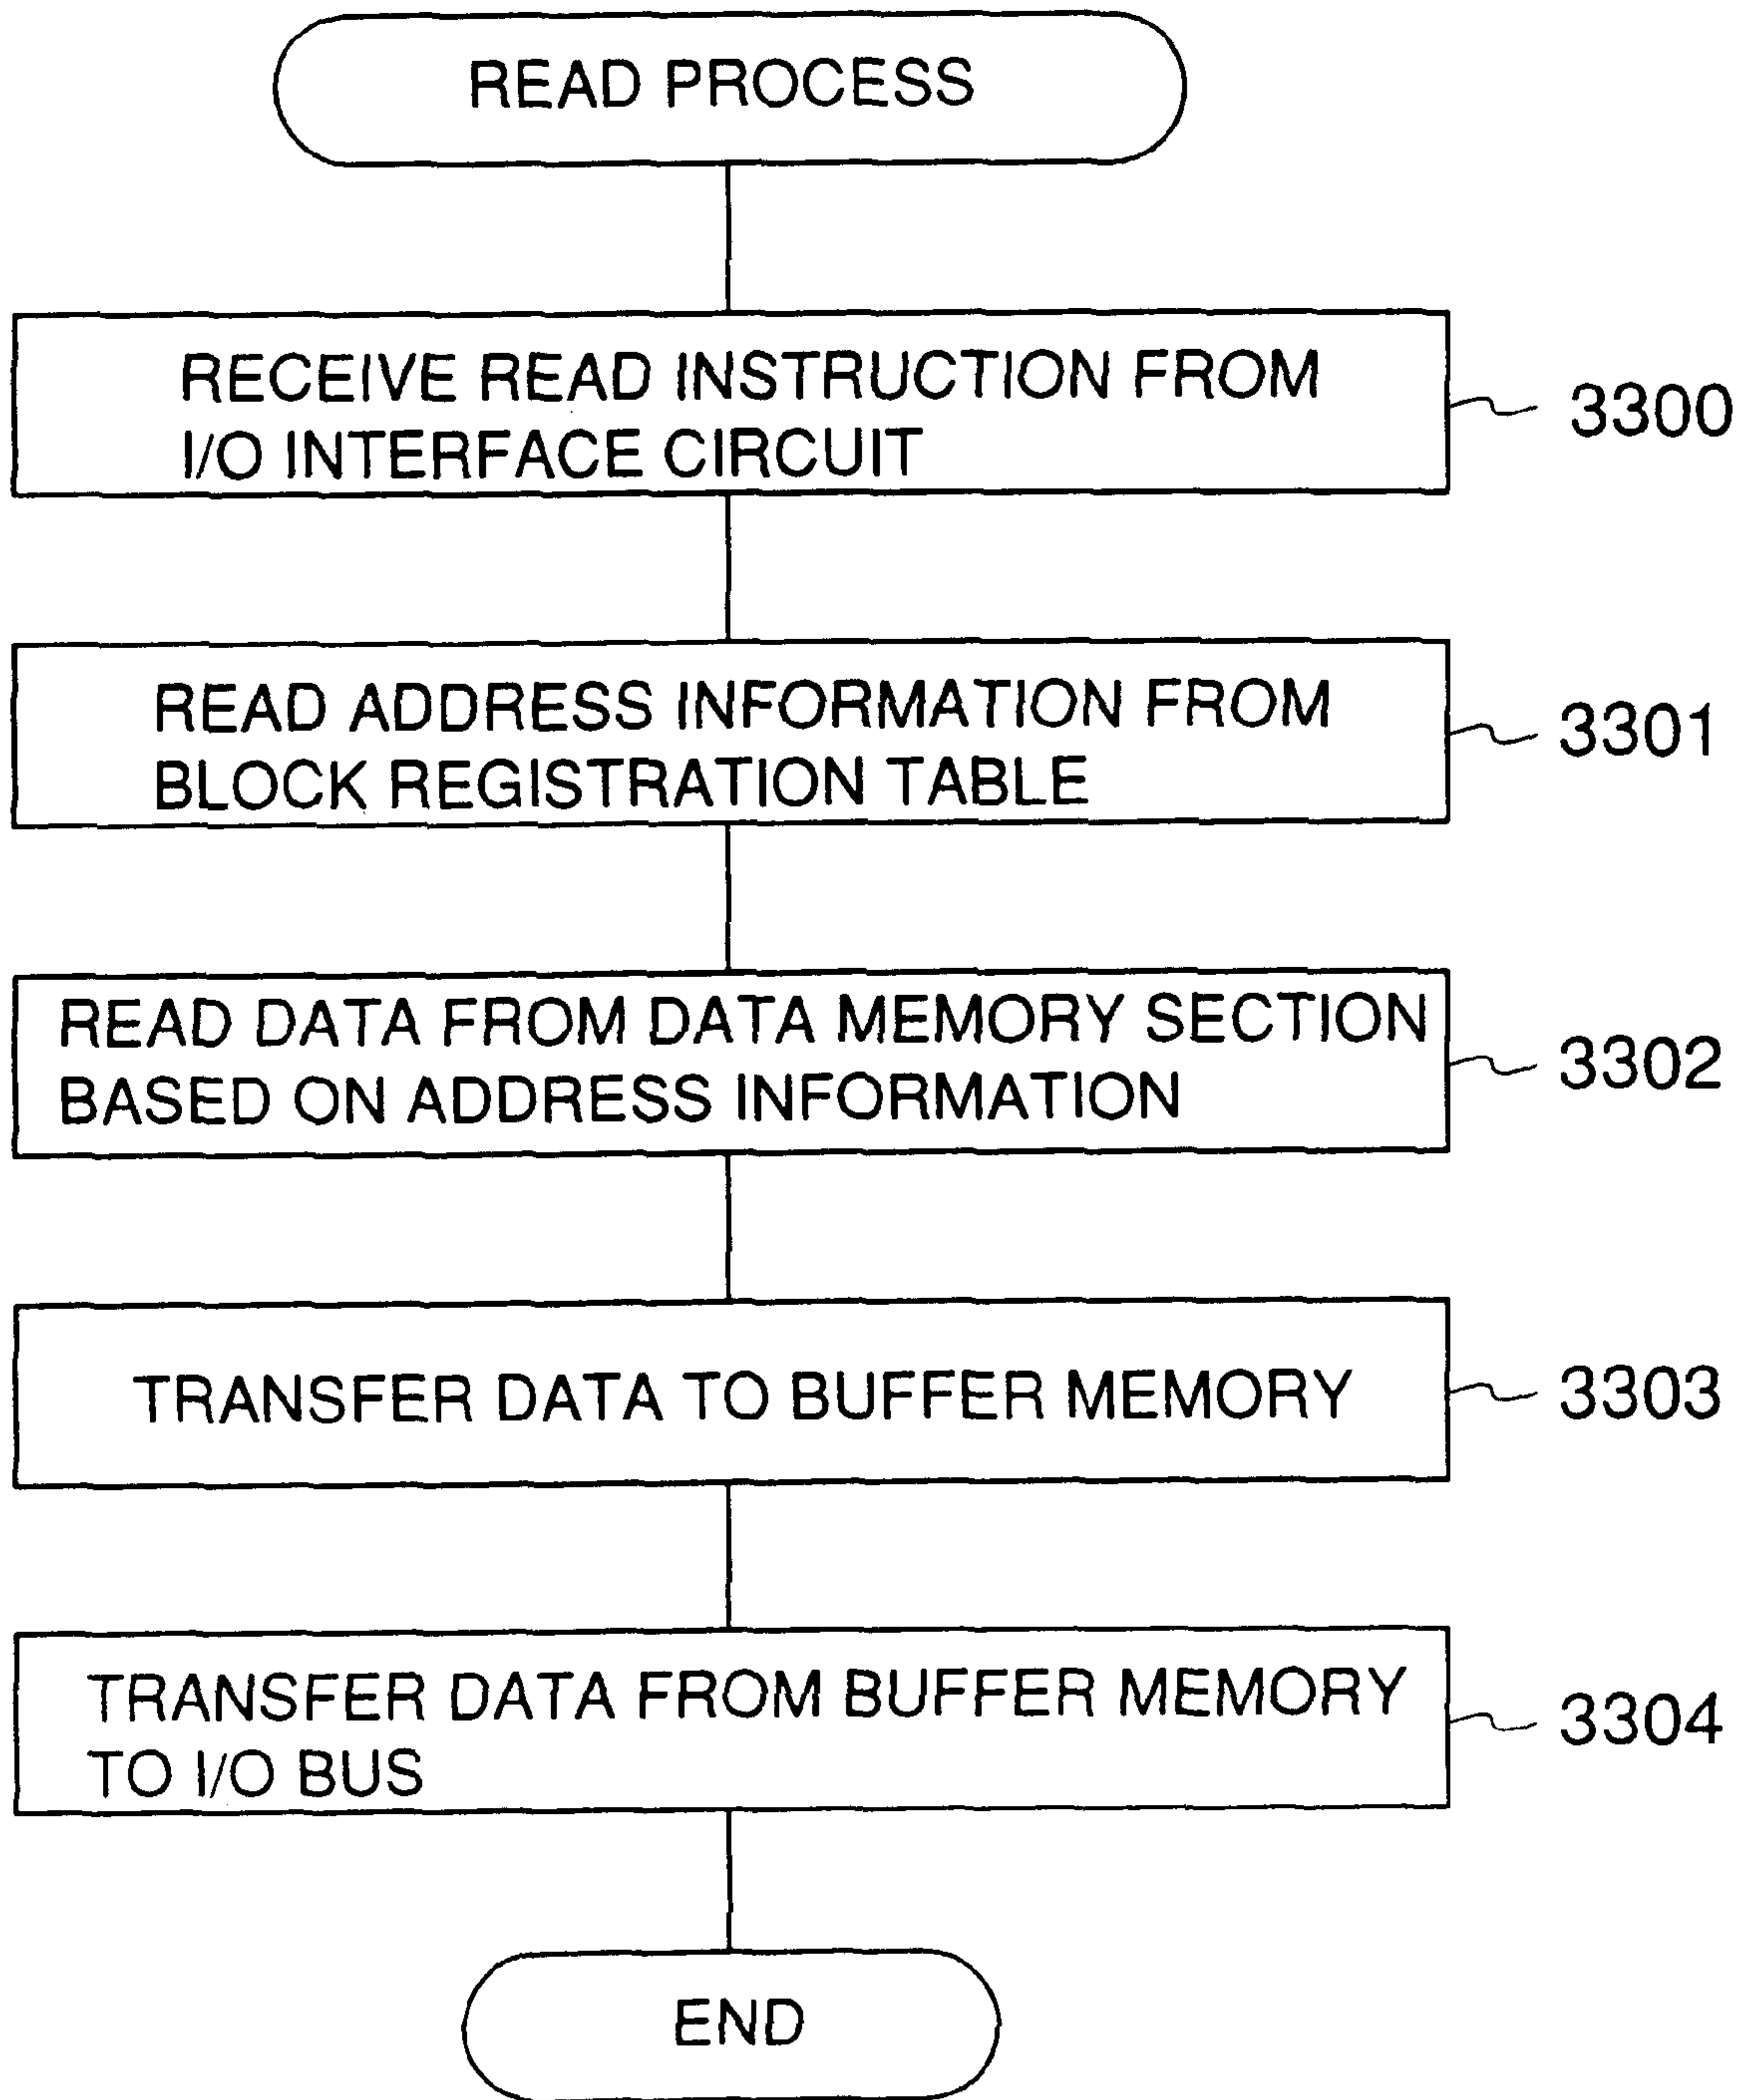 READ PROCESS
RECEIVE READ INSTRUCTION FROM
I/O INTERFACE CIRCUIT
3300
READ ADDRESS INFORMATION FROM
BLOCK REGISTRATION TABLE
3301
READ DATA FROM DATA MEMORY SECTION
BASED ON ADDRESS INFORMATION
3302
TRANSFER DATA TO BUFFER MEMORY
3303
TRANSFER DATA FROM BUFFER MEMORY
TO I/O BUS
3304
END